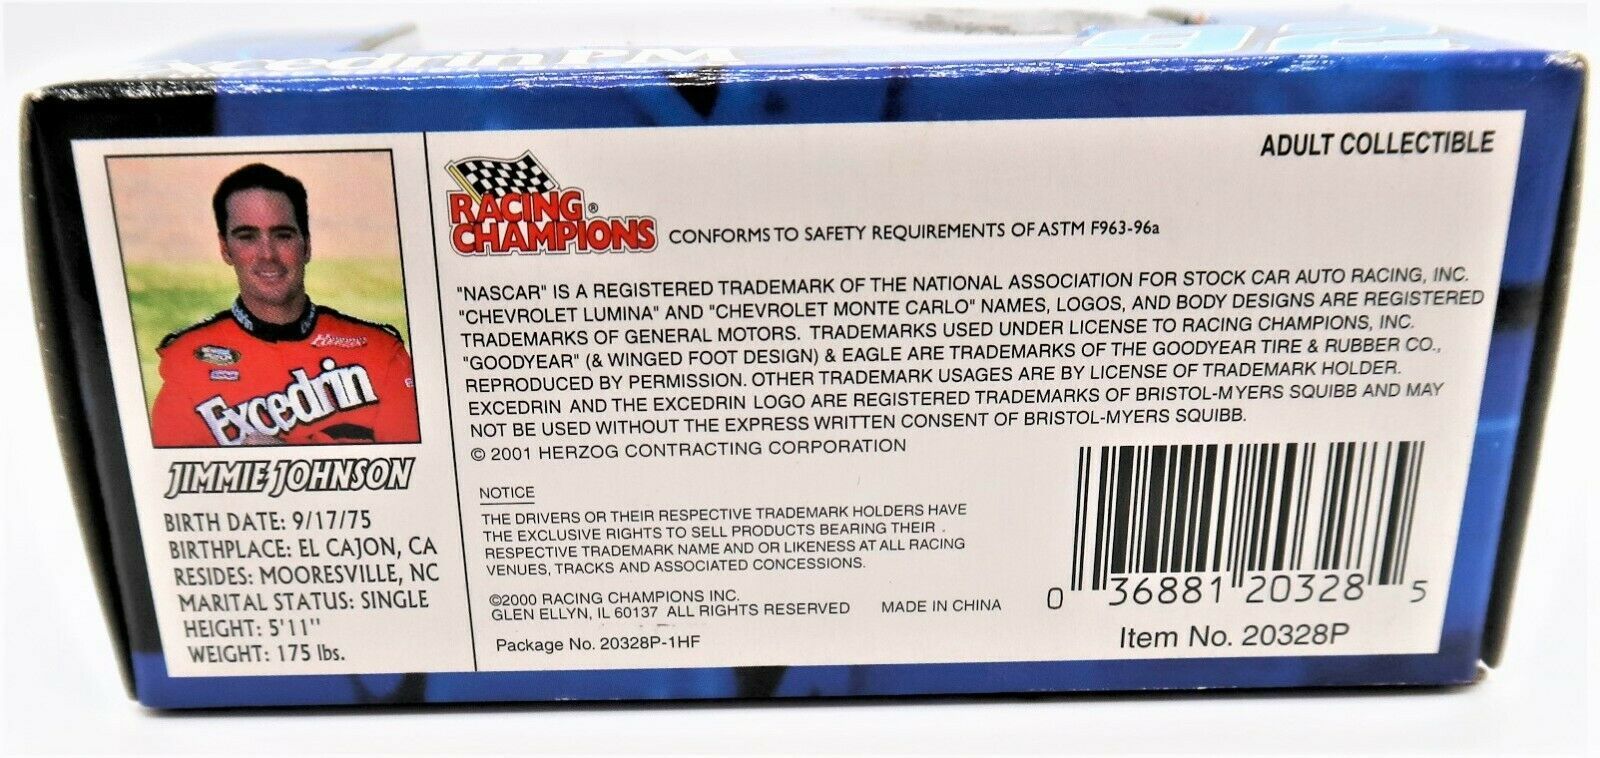 Excedrin PM
92
ADULT COLLECTIBLE
RACING®
CHAMPIONS
CONFORMS TO SAFETY REQUIREMENTS OF ASTM F963-96a
"NASCAR" IS A REGISTERED TRADEMARK OF THE NATIONAL ASSOCIATION FOR STOCK CAR AUTO RACING, INC.
"CHEVROLET LUMINA" AND "CHEVROLET MONTE CARLO" NAMES, LOGOS, AND BODY DESIGNS ARE REGISTERED
TRADEMARKS OF GENERAL MOTORS. TRADEMARKS USED UNDER LICENSE TO RACING CHAMPIONS, INC.
"GOODYEAR" (& WINGED FOOT DESIGN) & EAGLE ARE TRADEMARKS OF THE GOODYEAR TIRE & RUBBER CO.,
REPRODUCED BY PERMISSION. OTHER TRADEMARK USAGES ARE BY LICENSE OF TRADEMARK HOLDER.
EXCEDRIN AND THE EXCEDRIN LOGO ARE REGISTERED TRADEMARKS OF BRISTOL-MYERS SQUIBB AND MAY
NOT BE USED WITHOUT THE EXPRESS WRITTEN CONSENT OF BRISTOL-MYERS SQUIBB.
© 2001 HERZOG CONTRACTING CORPORATION
Excedrin
JIMMIE JOHNSON
BIRTH DATE: 9/17/75
BIRTHPLACE: EL CAJON, CA
RESIDES: MOORESVILLE, NC
MARITAL STATUS: SINGLE
HEIGHT: 5'11"
WEIGHT: 175 lbs.
NOTICE
THE DRIVERS OR THEIR RESPECTIVE TRADEMARK HOLDERS HAVE
THE EXCLUSIVE RIGHTS TO SELL PRODUCTS BEARING THEIR .
RESPECTIVE TRADEMARK NAME AND OR LIKENESS AT ALL RACING
VENUES, TRACKS AND ASSOCIATED CONCESSIONS.
©2000 RACING CHAMPIONS INC.
GLEN ELLYN, IL 60137 ALL RIGHTS RESERVED MADE IN CHINA
Package No. 20328P-1HF
0 36881 20328 5
Item No. 20328P